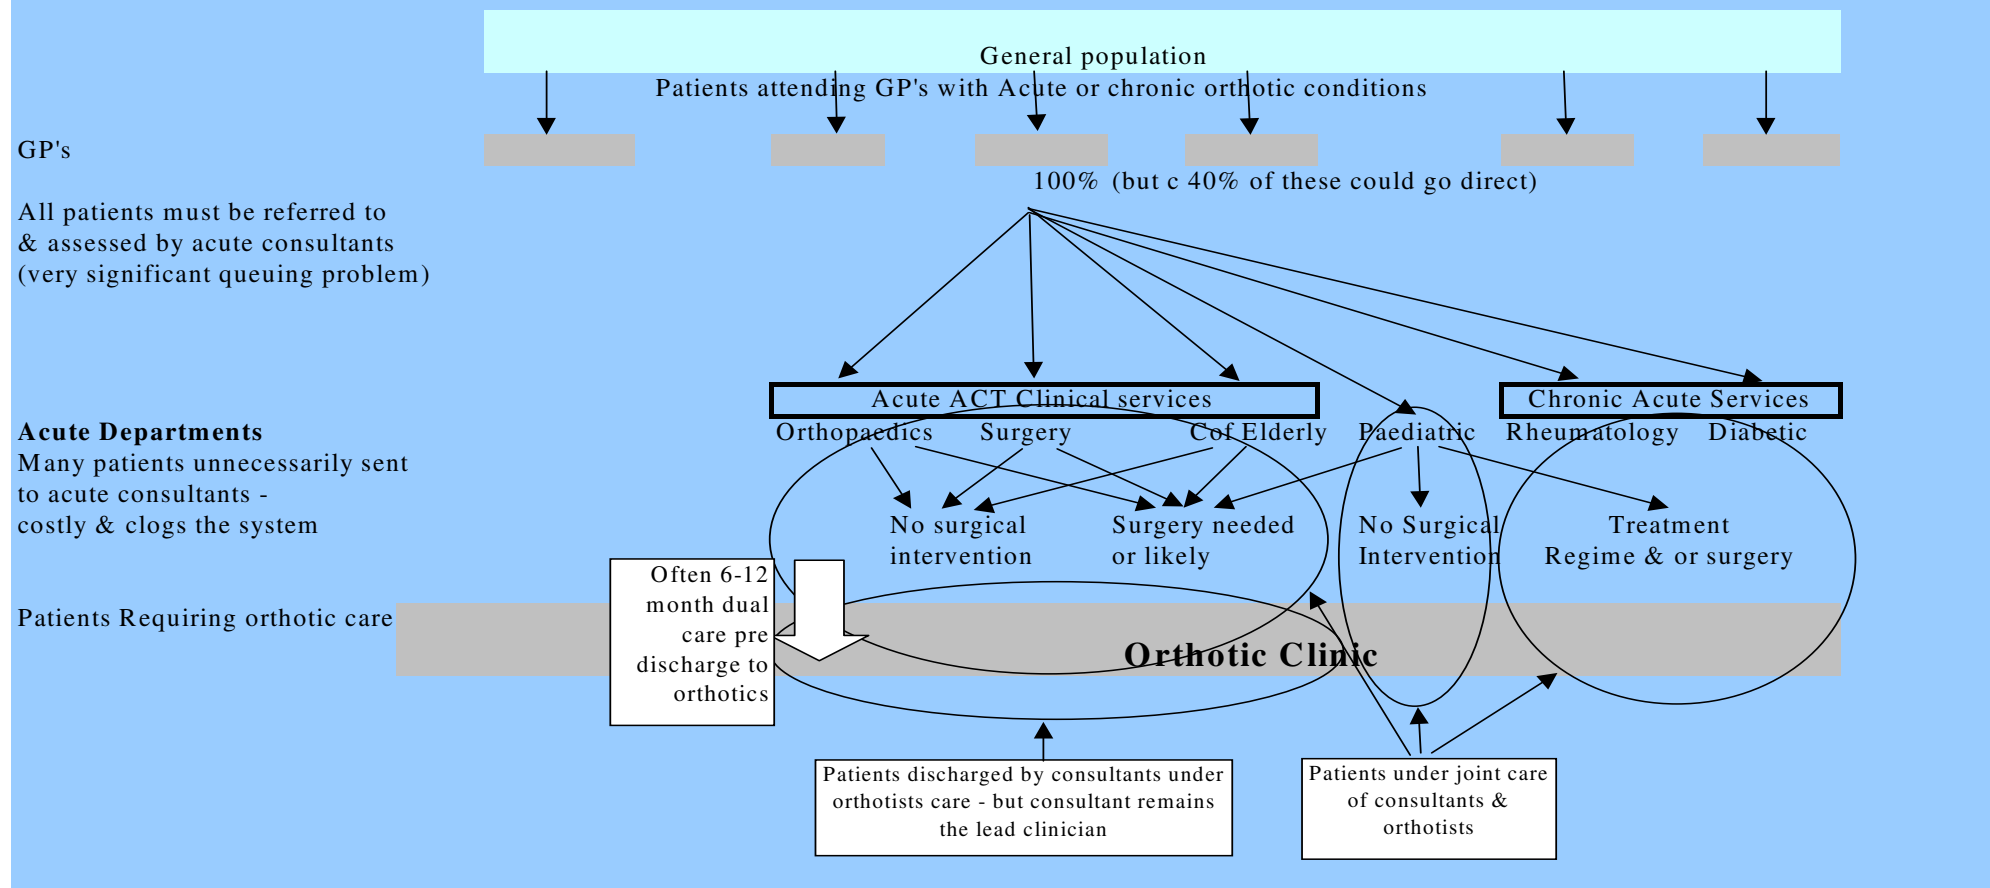 General population
Patients attending GP's with Acute or chronic orthotic conditions
GP's
100% (but c 40% of these could go direct)
All patients must be referred to
& assessed by acute consultants
(very significant queuing problem)
Acute ACT Clinical services
Chronic Acute Services
Acute Departments
Orthopaedics Surgery Cof Elderly Paediatric Rheumatology Diabetic
Many patients unnecessarily sent
to acute consultants -
costly & clogs the system
No surgical
intervention
Surgery needed
or likely
No Surgical
Intervention
Treatment
Regime & or surgery
Often 6-12
month dual
care pre
discharge to
orthotics
Patients Requiring orthotic care
Orthotic Clinic
Patients discharged by consultants under
orthotists care - but consultant remains
the lead clinician
Patients under joint care
of consultants &
orthotists